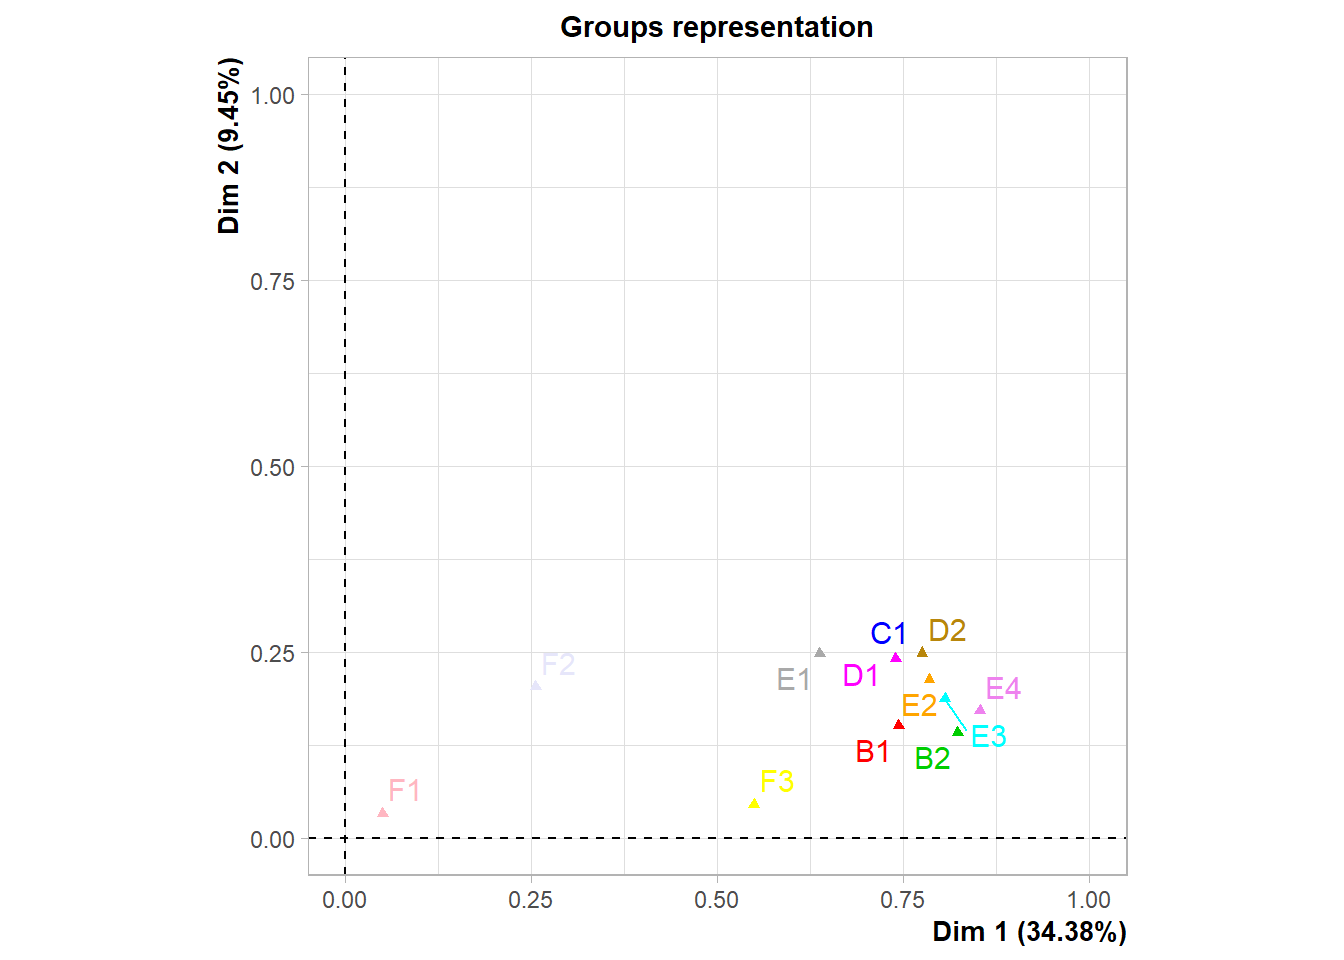 Groups representation
Dim 2 (9.45%)
1.00
0.75
0.50
0.25
0.00
C1
D2
F2
E1
D1
E4
E2
E3
B1
B2
F1
F3
0.00
0.25
0.50
0.75
1.00
Dim 1 (34.38%)